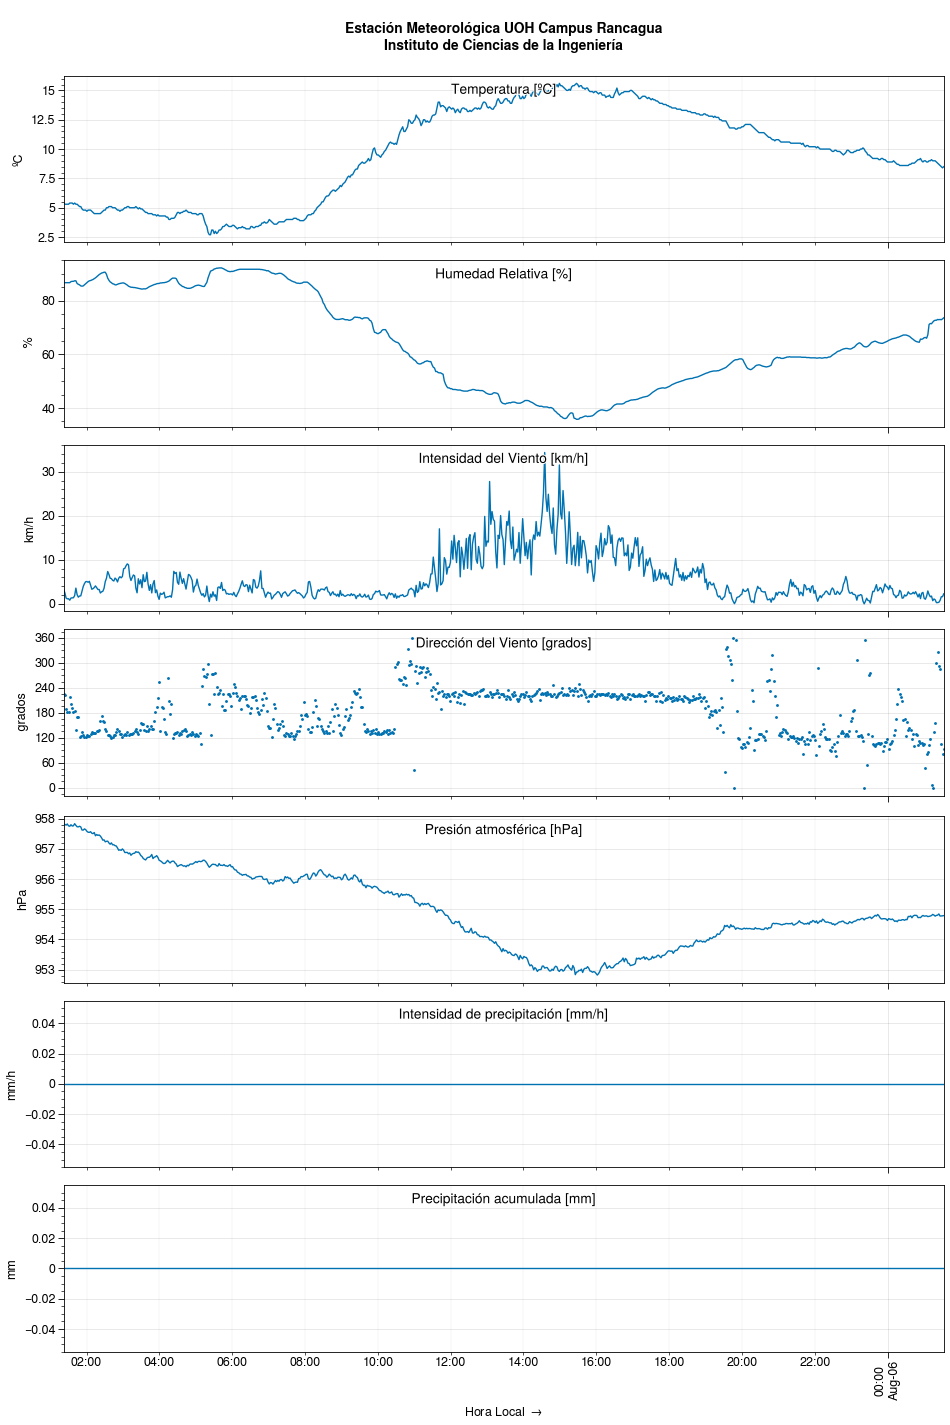 Estación Meteorológica UOH Campus Rancagua
Instituto de Ciencias de la Ingeniería
Temperatura [ºC]
15
12.5
10
7.5
5
2.5
ºC
Humedad Relativa [%]
80
60
40
%
Intensidad del Viento [km/h]
30
20
10
0
km/h
Dirección del Viento [grados]
360
300
240
180
120
60
0
grados
Presión atmosférica [hPa]
958
957
956
955
954
953
hPa
Intensidad de precipitación [mm/h]
0.04
0.02
0
−0.02
−0.04
mm/h
Precipitación acumulada [mm]
0.04
0.02
0
−0.02
−0.04
mm
02:00 04:00 06:00 08:00 10:00 12:00 14:00 16:00 18:00 20:00 22:00 00:00
Aug-06
Hora Local →